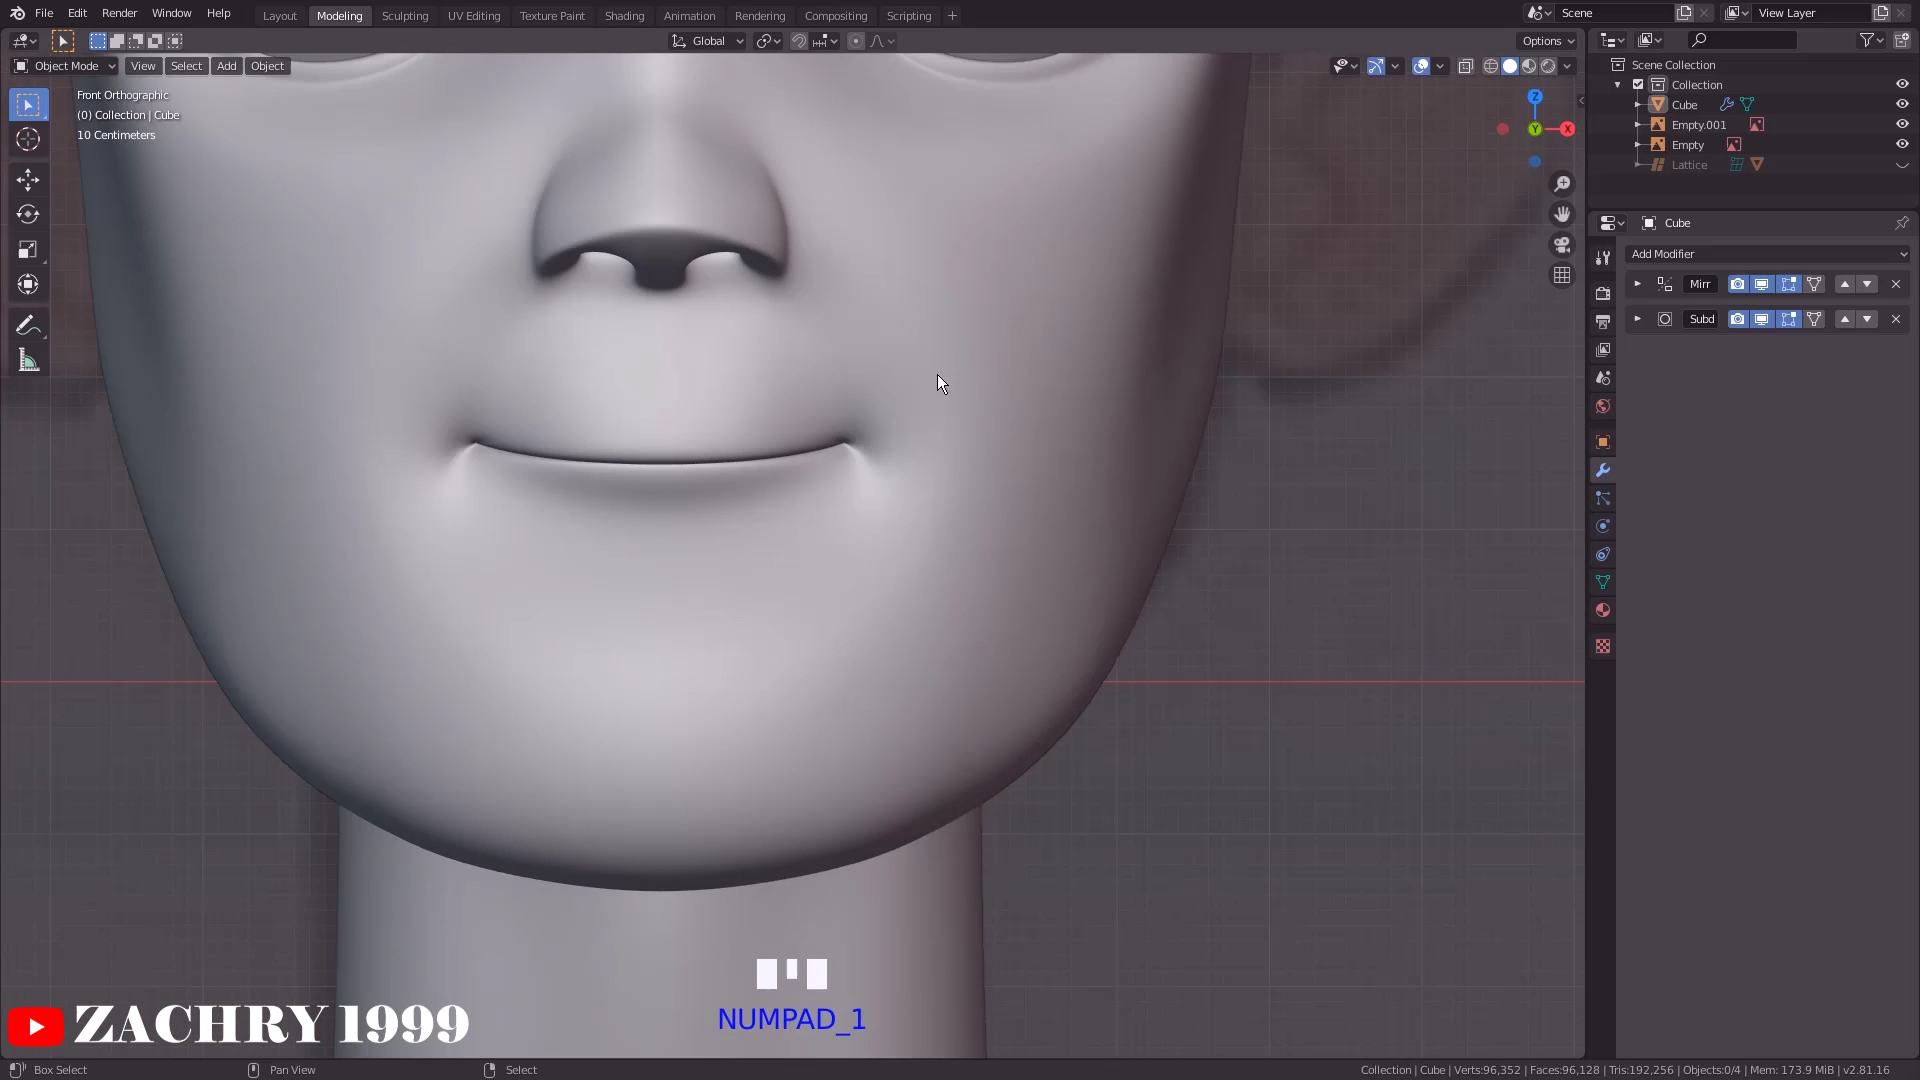 File Edit Render Window Help
Layout Modeling Sculpting UV Editing Texture Paint Shading Animation Rendering Compositing Scripting +
Scene View Layer
Global Options
Object Mode View Select Add Object
Front Orthographic
(0) Collection | Cube
10 Centimeters
Z
Y X
Scene Collection
Collection
Cube
Empty.001
Empty
Lattice
Cube
Add Modifier
Mirr
Subd
ZACHRY 1999
NUMPAD_1
Box Select Pan View Select Collection | Cube | Verts:96,352 | Faces:96,128 | Tris:192,256 | Objects:0/4 | Mem: 173.9 MiB | v2.81.16